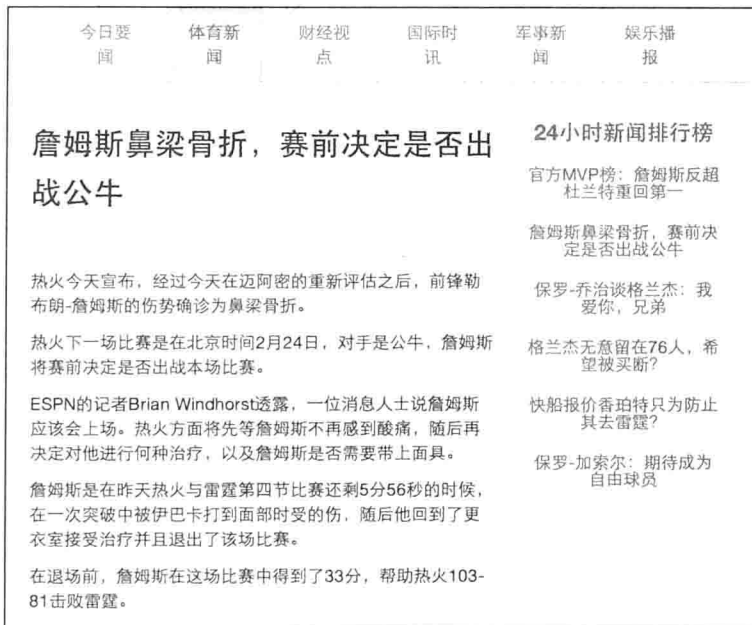 今日要闻
体育新闻
财经视点
国际时讯
军事新闻
娱乐播报
詹姆斯鼻梁骨折，赛前决定是否出
战公牛
热火今天宣布，经过今天在迈阿密的重新评估之后，前锋勒
布朗-詹姆斯的伤势确诊为鼻梁骨折。
热火下一场比赛是在北京时间2月24日，对手是公牛，詹姆斯
将赛前决定是否出战本场比赛。
ESPN的记者Brian Windhorst透露，一位消息人士说詹姆斯
应该会上场。热火方面将先等詹姆斯不再感到酸痛，随后再
决定对他进行何种治疗，以及詹姆斯是否需要带上面具。
詹姆斯是在昨天热火与雷霆第四节比赛还剩5分56秒的时候，
在一次突破中被伊巴卡打到面部时受的伤，随后他回到了更
衣室接受治疗并且退出了该场比赛。
在退场前，詹姆斯在这场比赛中得到了33分，帮助热火103-
81击败雷霆。
24小时新闻排行榜
官方MVP榜：詹姆斯反超
杜兰特重回第一
詹姆斯鼻梁骨折，赛前决
定是否出战公牛
保罗-乔治谈格兰杰：我
爱你，兄弟
格兰杰无意留在76人，希
望被买断？
快船报价香珀特只为防止
其去雷霆？
保罗-加索尔：期待成为
自由球员